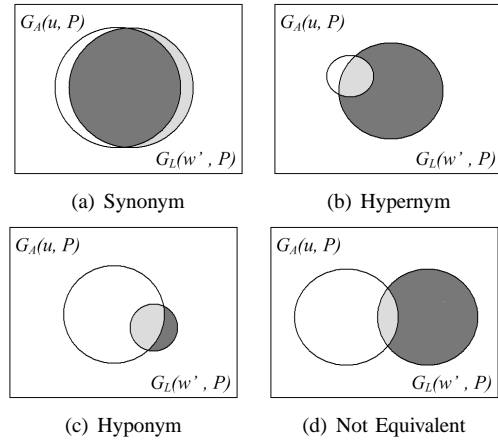 G_A(u, P)
G_L(w' , P)
(a) Synonym
G_A(u, P)
G_L(w' , P)
(b) Hypernym
G_A(u, P)
G_L(w' , P)
(c) Hyponym
G_A(u, P)
G_L(w' , P)
(d) Not Equivalent